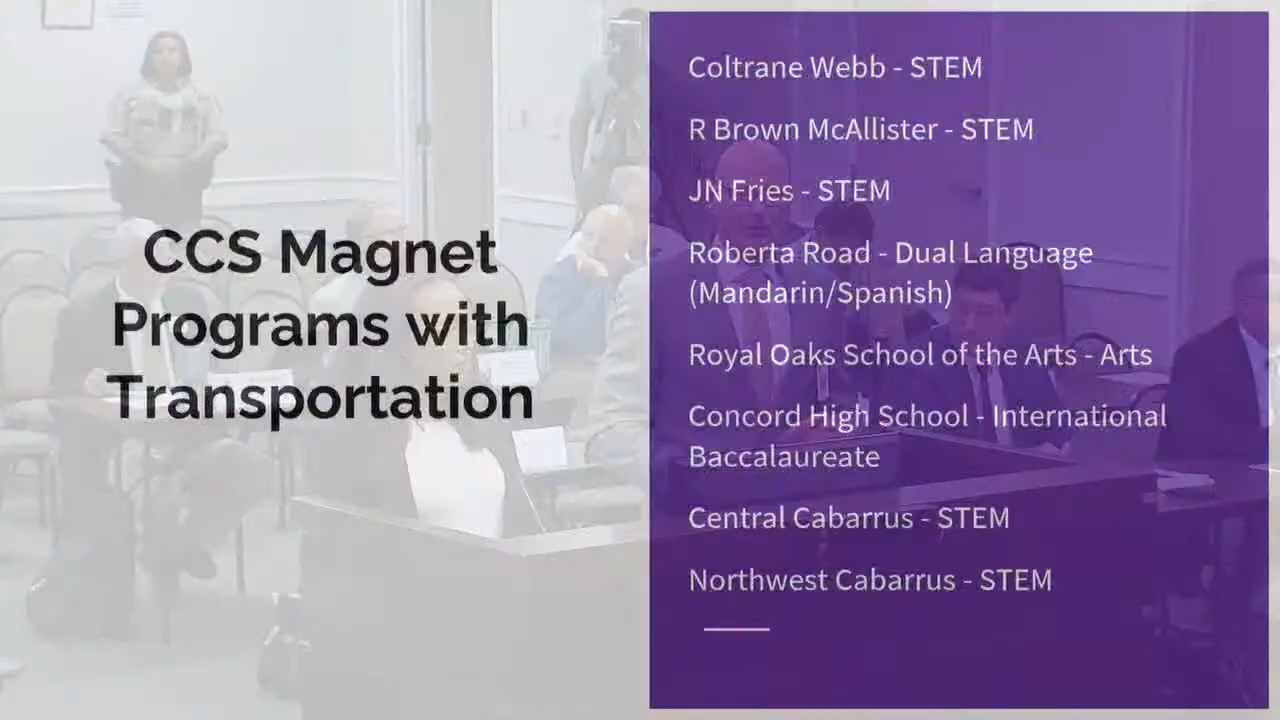 CCS Magnet
Programs with
Transportation
Coltrane Webb - STEM
R Brown McAllister - STEM
JN Fries - STEM
Roberta Road - Dual Language
(Mandarin/Spanish)
Royal Oaks School of the Arts - Arts
Concord High School - International
Baccalaureate
Central Cabarrus - STEM
Northwest Cabarrus - STEM